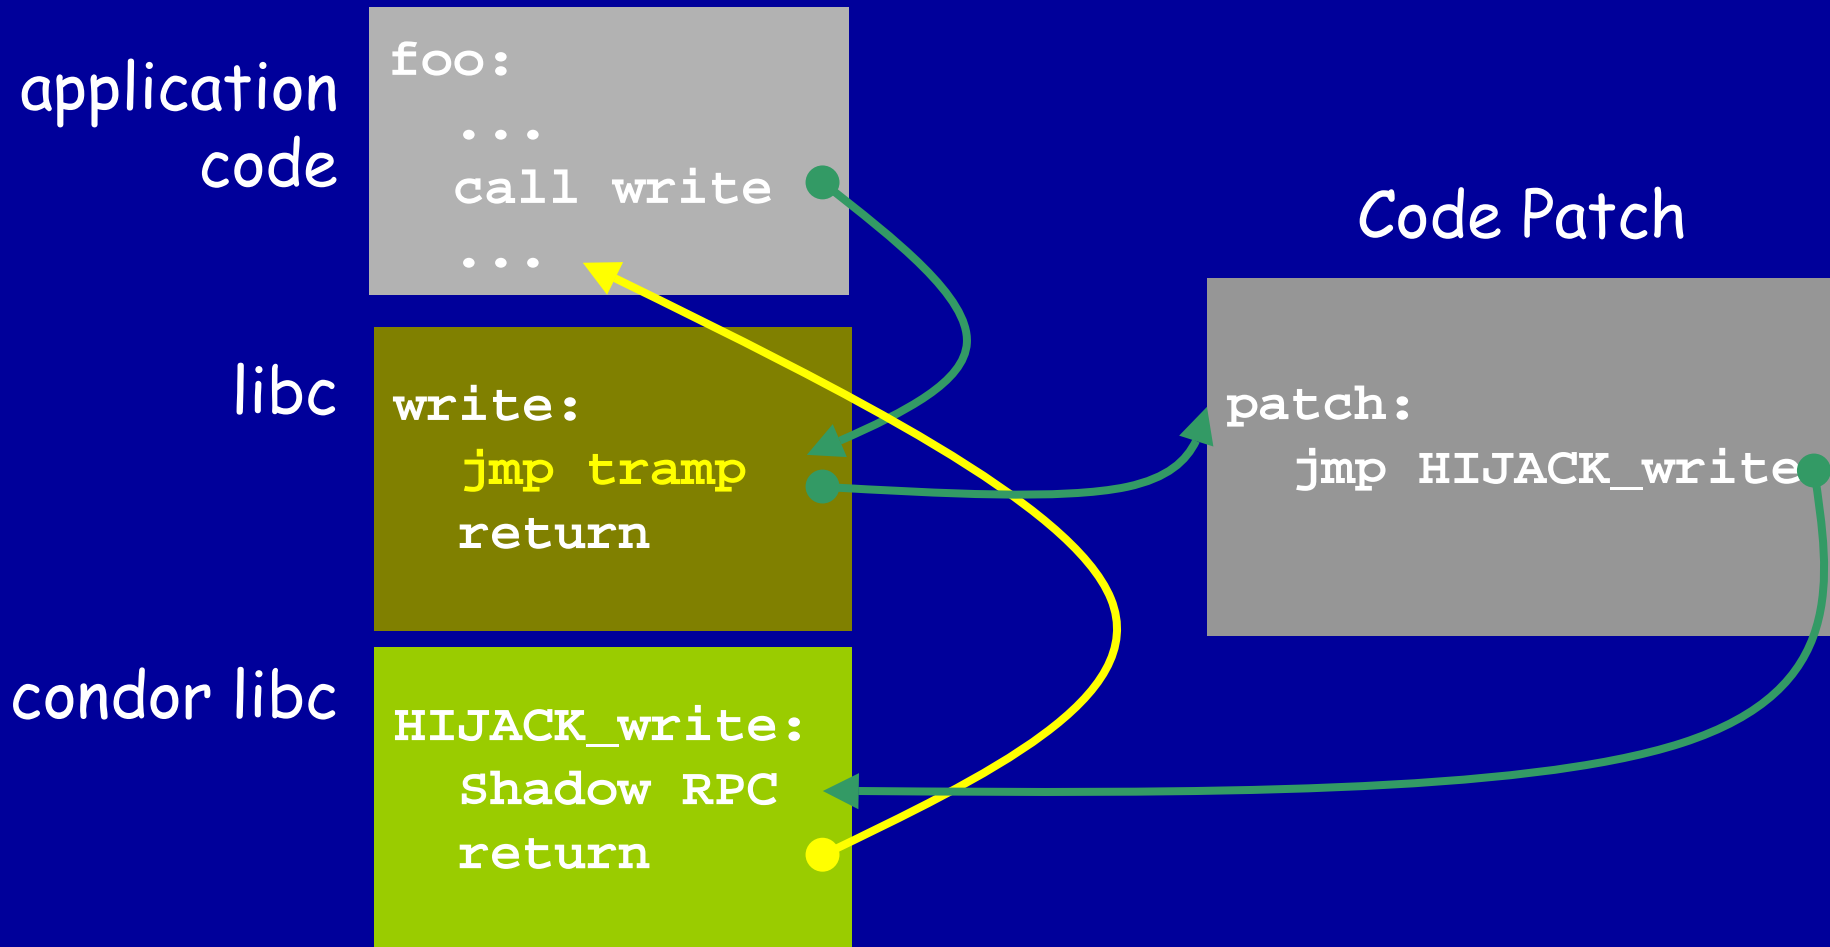 application
code
foo:
...
call write
...
libc
write:
jmp tramp
return
condor libc
HIJACK_write:
Shadow RPC
return
Code Patch
patch:
jmp HIJACK_write